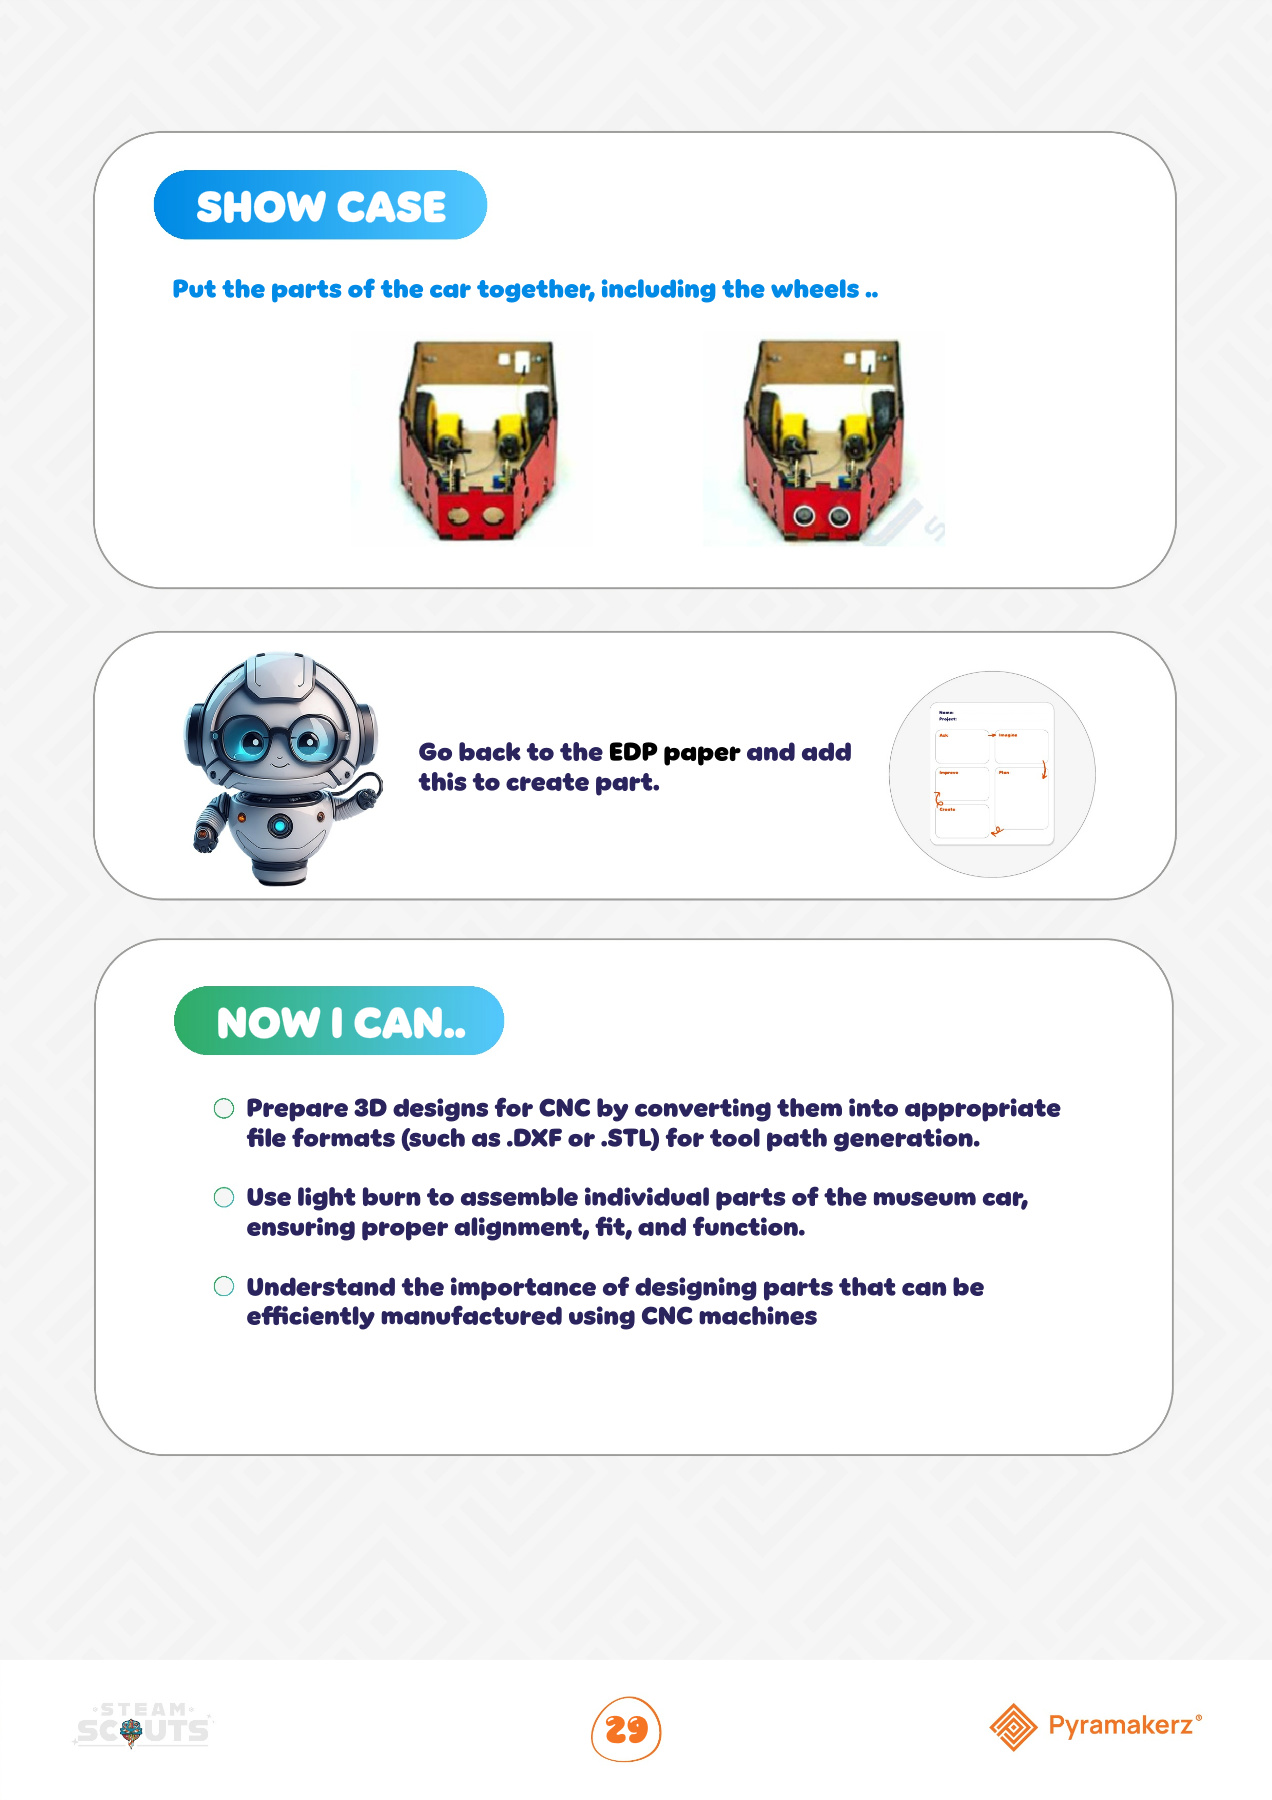 SHOW CASE
Put the parts of the car together, including the wheels ..
S
Go back to the EDP paper and add
this to create part.
Name:
Project:
Ask
Imagine
Improve
Plan
Create
NOW I CAN..
Prepare 3D designs for CNC by converting them into appropriate
file formats (such as .DXF or .STL) for tool path generation.
Use light burn to assemble individual parts of the museum car,
ensuring proper alignment, fit, and function.
Understand the importance of designing parts that can be
efficiently manufactured using CNC machines
STEAM
SCOUTS
29
Pyramakerz®